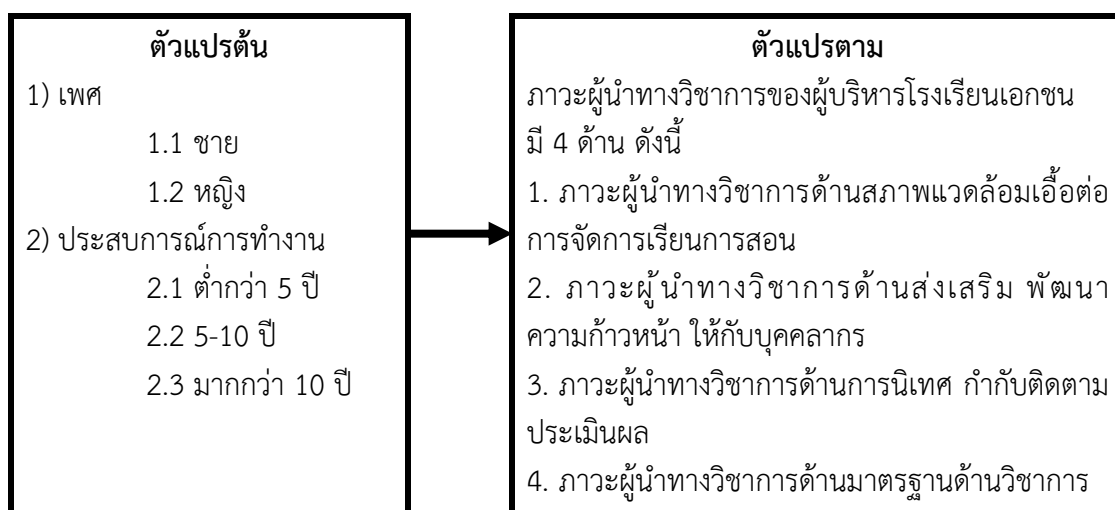 ตัวแปรต้น
1) เพศ
1.1 ชาย
1.2 หญิง
2) ประสบการณ์การทำงาน
2.1 ต่ำกว่า 5 ปี
2.2 5-10 ปี
2.3 มากกว่า 10 ปี
ตัวแปรตาม
ภาวะผู้นำทางวิชาการของผู้บริหารโรงเรียนเอกชน
มี 4 ด้าน ดังนี้
1. ภาวะผู้นำทางวิชาการด้านสภาพแวดล้อมเอื้อต่อ
การจัดการเรียนการสอน
2. ภาวะผู้นำทางวิชาการด้านส่งเสริม พัฒนา
ความก้าวหน้า ให้กับบุคคลากร
3. ภาวะผู้นำทางวิชาการด้านการนิเทศ กำกับติดตาม
ประเมินผล
4. ภาวะผู้นำทางวิชาการด้านมาตรฐานด้านวิชาการ